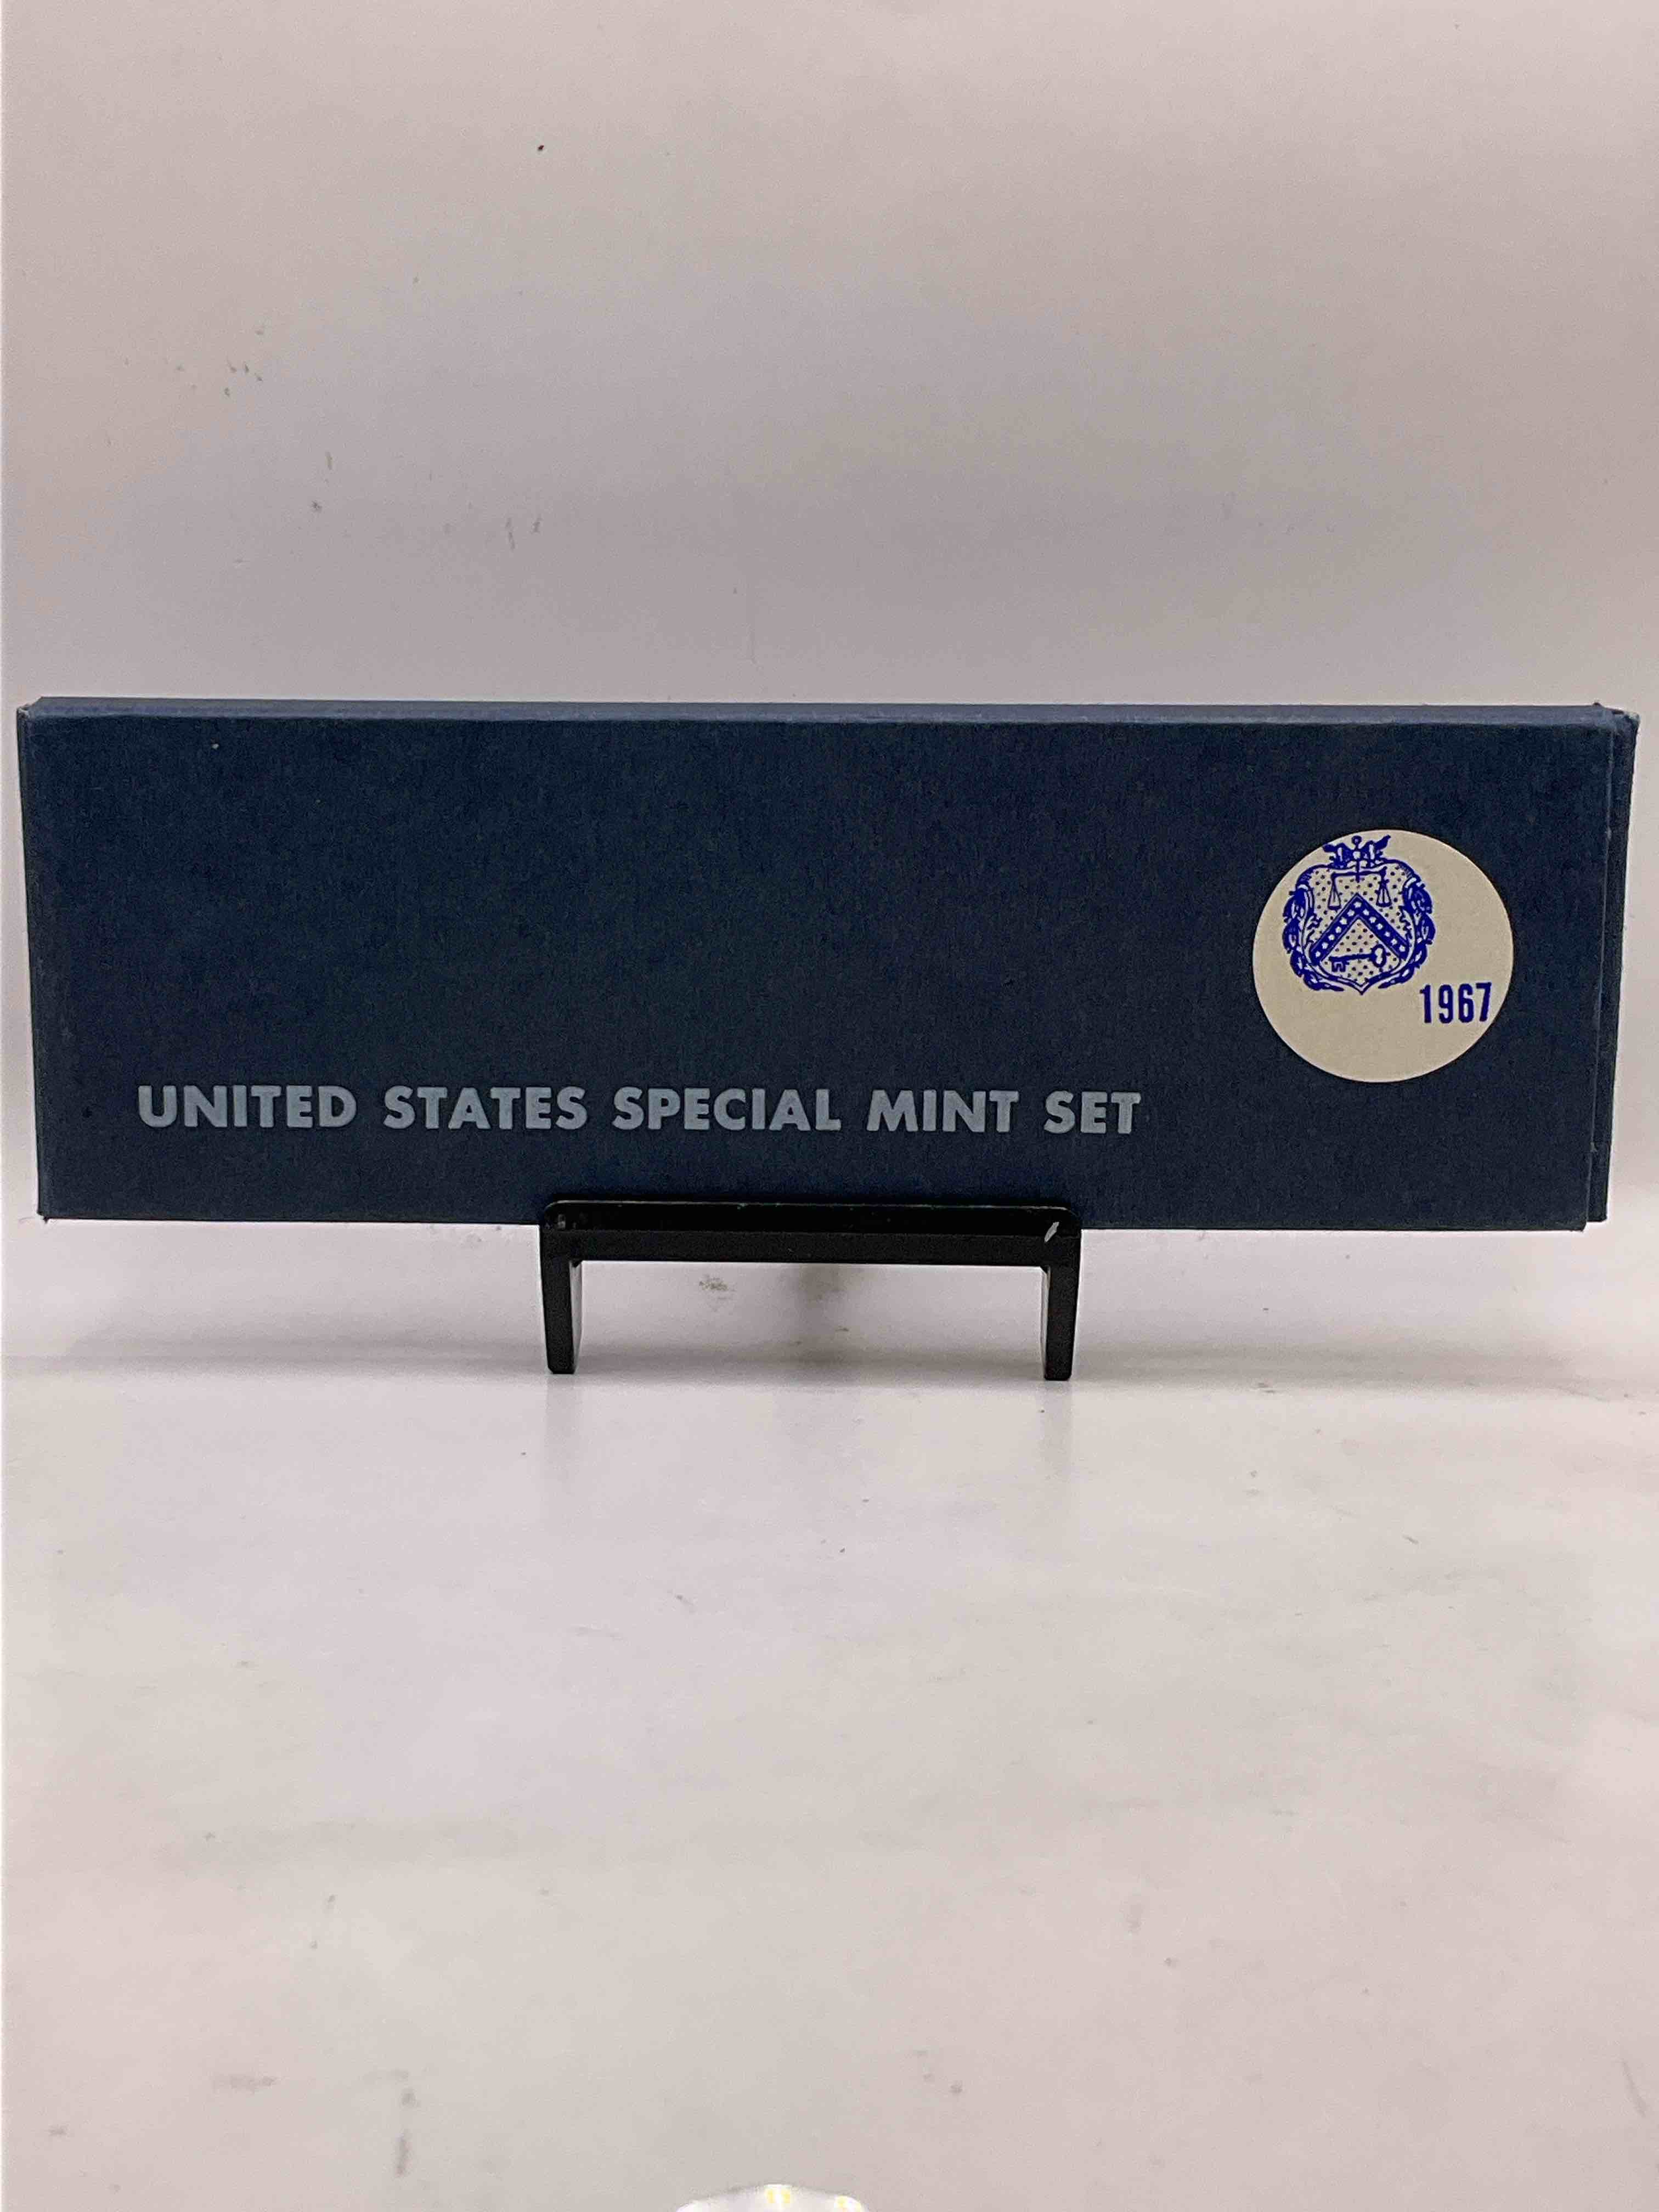 1967
UNITED STATES SPECIAL MINT SET